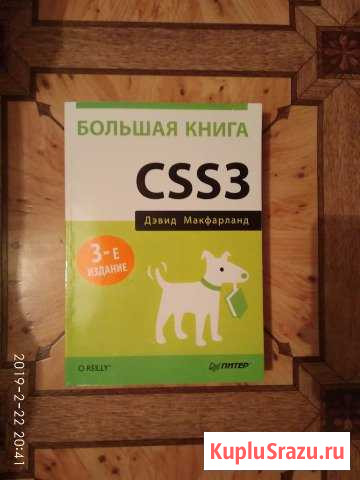 БОЛЬШАЯ КНИГА
CSS3
Дэвид Макфарланд
3-Е
ИЗДАНИЕ
O'REILLY®
ПИТЕР®
2019-2-22 20:41
KupluSrazu.ru